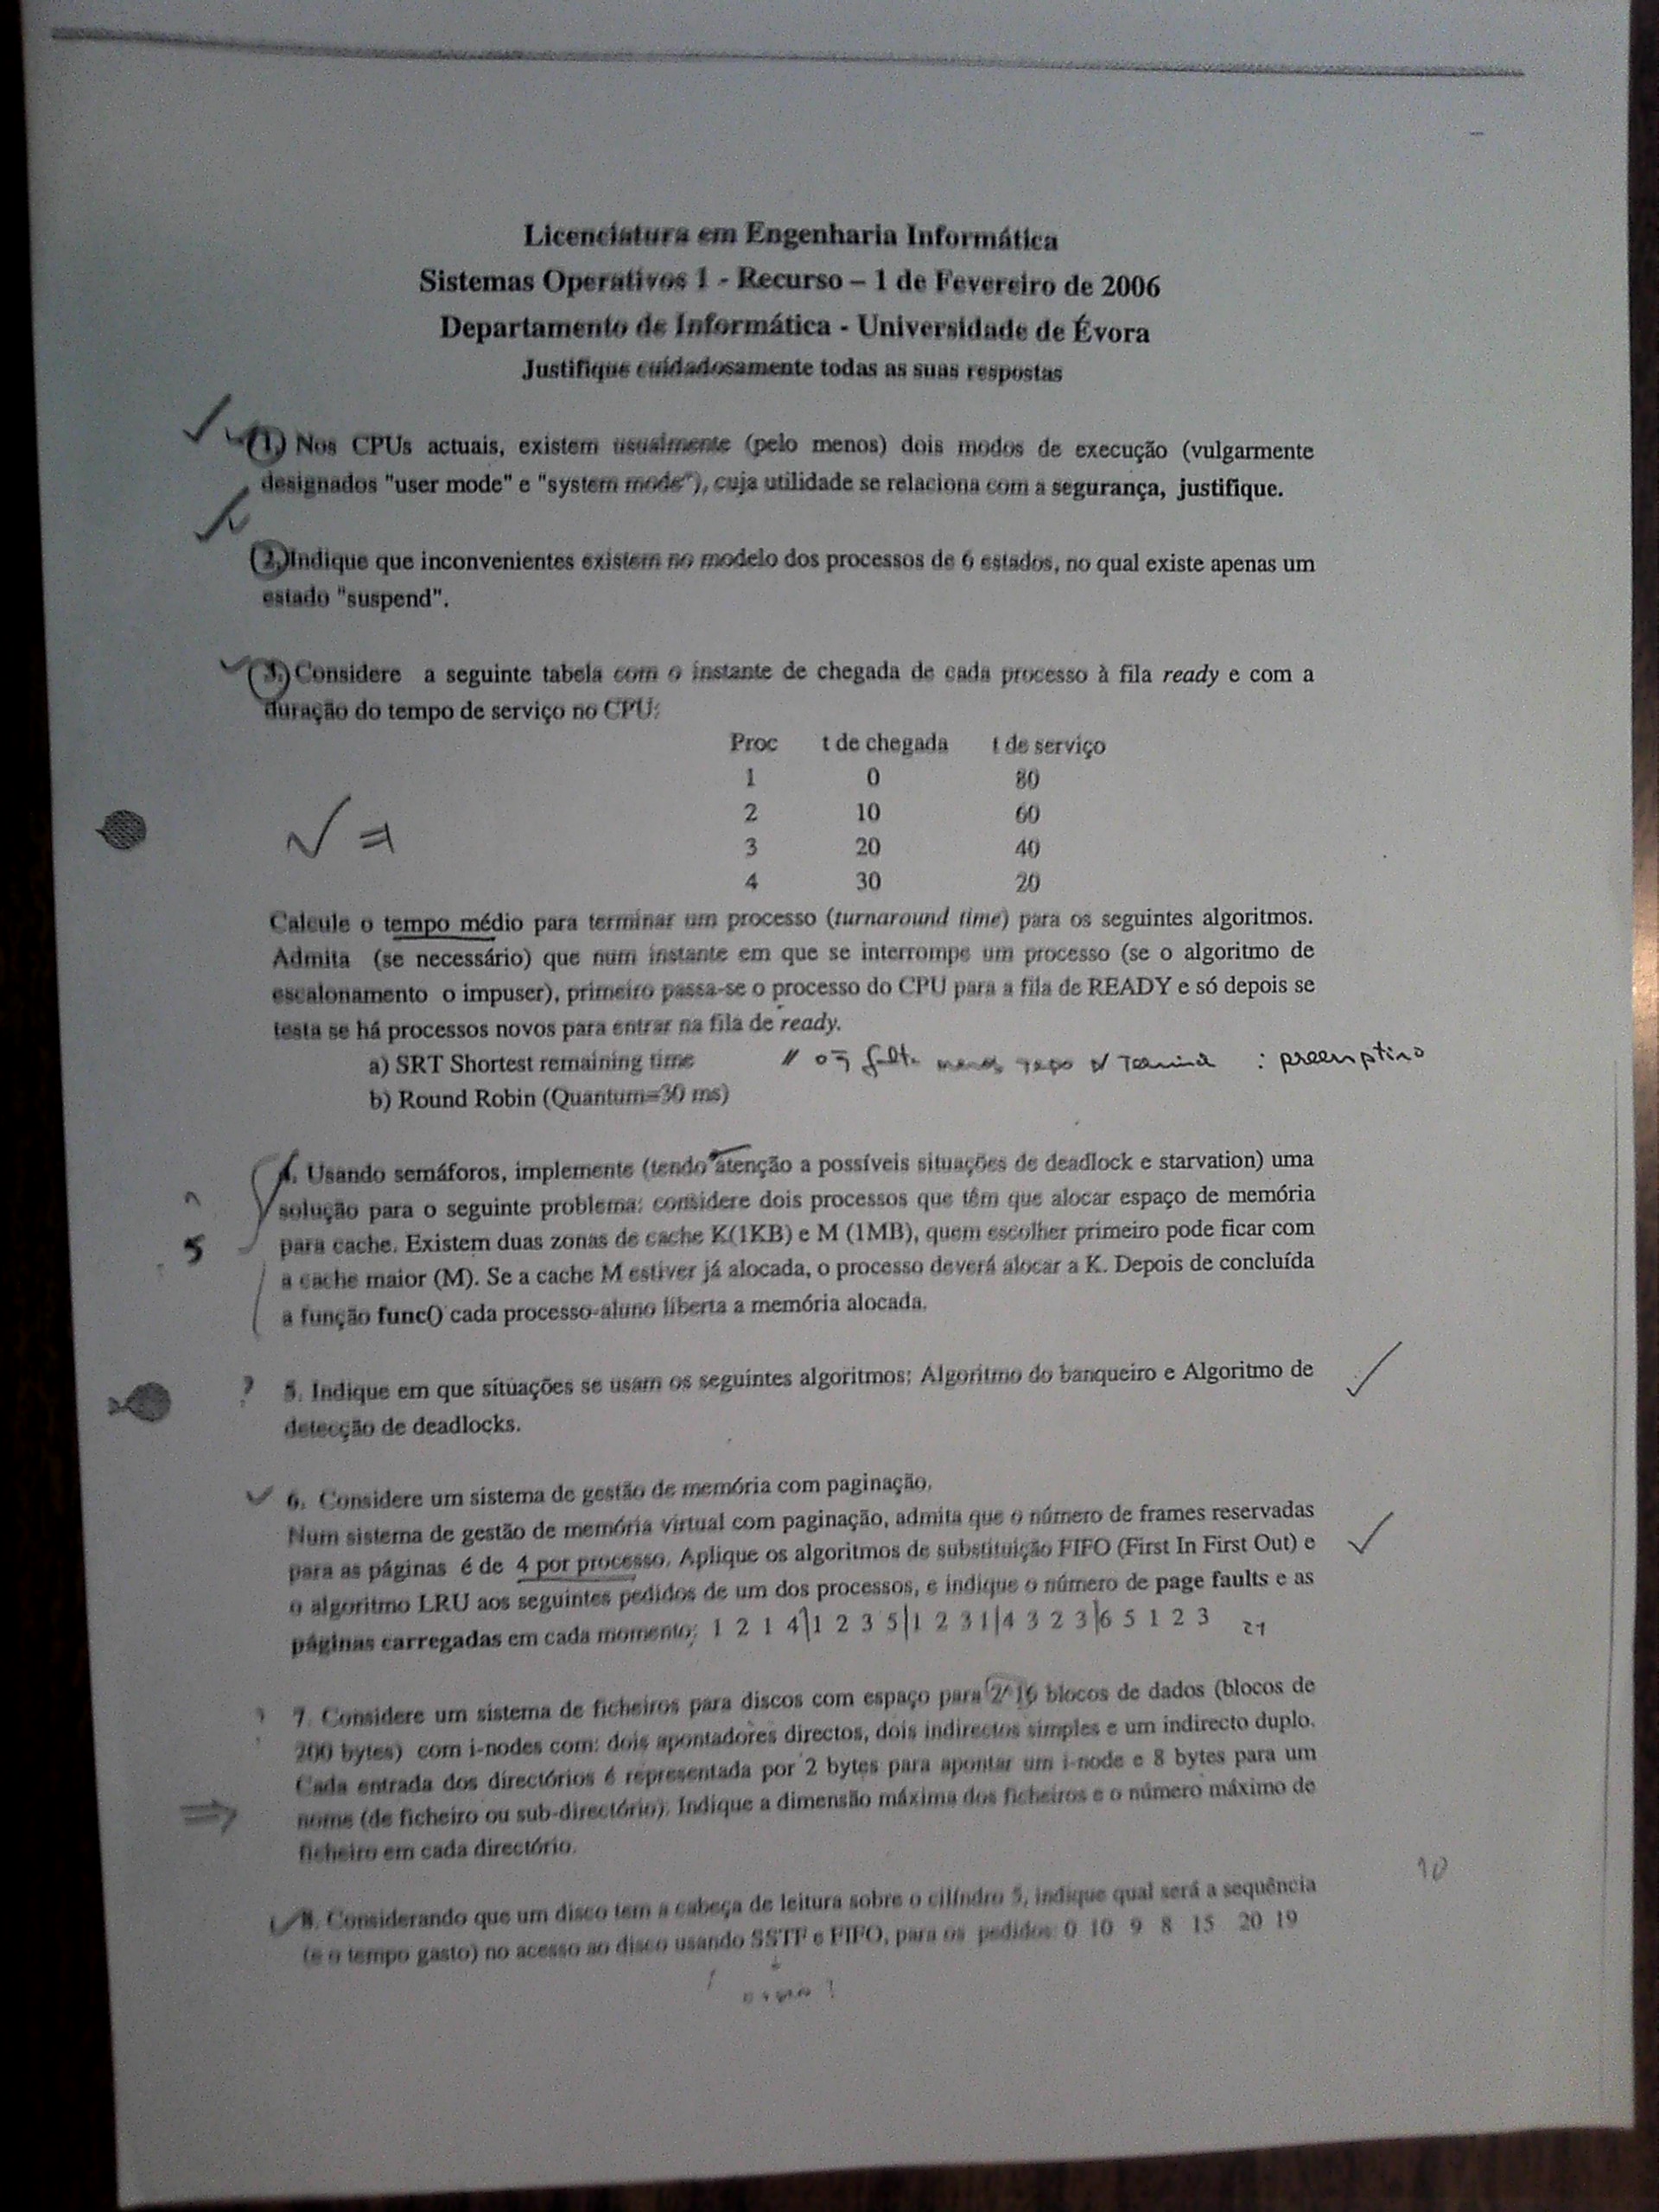 Licenciatura em Engenharia Informática
Sistemas Operativos 1 - Recurso – 1 de Fevereiro de 2006
Departamento de Informática - Universidade de Évora
Justifique cuidadosamente todas as suas respostas
1. Nos CPUs actuais, existem usualmente (pelo menos) dois modos de execução (vulgarmente
designados "user mode" e "system mode"), cuja utilidade se relaciona com a segurança, justifique.
2. Indique que inconvenientes existem no modelo dos processos de 6 estados, no qual existe apenas um
estado "suspend".
3. Considere a seguinte tabela com o instante de chegada de cada processo à fila ready e com a
duração do tempo de serviço no CPU:
Proc t de chegada t de serviço
1 0 80
2 10 60
3 20 40
4 30 20
Calcule o tempo médio para terminar um processo (turnaround time) para os seguintes algoritmos.
Admita (se necessário) que num instante em que se interrompe um processo (se o algoritmo de
escalonamento o impuser), primeiro passa-se o processo do CPU para a fila de READY e só depois se
testa se há processos novos para entrar na fila de ready.
a) SRT Shortest remaining time : preemptivo
b) Round Robin (Quantum=30 ms)
4. Usando semáforos, implemente (tendo atenção a possíveis situações de deadlock e starvation) uma
solução para o seguinte problema: considere dois processos que têm que alocar espaço de memória
5 para cache. Existem duas zonas de cache K(1KB) e M (1MB), quem escolher primeiro pode ficar com
a cache maior (M). Se a cache M estiver já alocada, o processo deverá alocar a K. Depois de concluída
a função func() cada processo-aluno liberta a memória alocada.
? 5. Indique em que situações se usam os seguintes algoritmos: Algoritmo do banqueiro e Algoritmo de
detecção de deadlocks.
6. Considere um sistema de gestão de memória com paginação.
Num sistema de gestão de memória virtual com paginação, admita que o número de frames reservadas
para as páginas é de 4 por processo. Aplique os algoritmos de substituição FIFO (First In First Out) e
o algoritmo LRU aos seguintes pedidos de um dos processos, e indique o número de page faults e as
páginas carregadas em cada momento: 1 2 1 4|1 2 3 5|1 2 3 1|4 3 2 3|6 5 1 2 3 21
7. Considere um sistema de ficheiros para discos com espaço para 2^16 blocos de dados (blocos de
200 bytes) com i-nodes com: dois apontadores directos, dois indirectos simples e um indirecto duplo.
Cada entrada dos directórios é representada por 2 bytes para apontar um i-node e 8 bytes para um
nome (de ficheiro ou sub-directório). Indique a dimensão máxima dos ficheiros e o número máximo de
ficheiro em cada directório.
10
8. Considerando que um disco tem a cabeça de leitura sobre o cilíndro 5, indique qual será a sequência
(e o tempo gasto) no acesso ao disco usando SSTF e FIFO, para os pedidos: 0 10 9 8 15 20 19